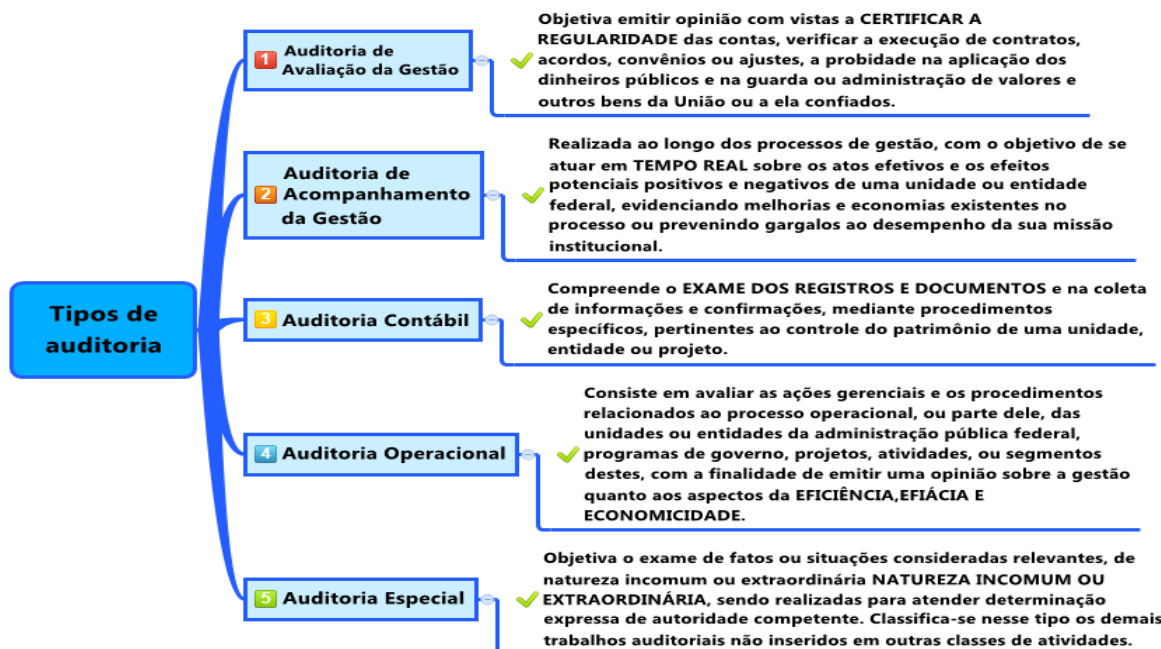 Tipos de
auditoria
1
Auditoria de
Avaliação da Gestão
Objetiva emitir opinião com vistas a CERTIFICAR A
REGULARIDADE das contas, verificar a execução de contratos,
acordos, convênios ou ajustes, a probidade na aplicação dos
dinheiros públicos e na guarda ou administração de valores e
outros bens da União ou a ela confiados.
2
Auditoria de
Acompanhamento
da Gestão
Realizada ao longo dos processos de gestão, com o objetivo de se
atuar em TEMPO REAL sobre os atos efetivos e os efeitos
potenciais positivos e negativos de uma unidade ou entidade
federal, evidenciando melhorias e economias existentes no
processo ou prevenindo gargalos ao desempenho da sua missão
institucional.
3
Auditoria Contábil
Compreende o EXAME DOS REGISTROS E DOCUMENTOS e na coleta
de informações e confirmações, mediante procedimentos
específicos, pertinentes ao controle do patrimônio de uma unidade,
entidade ou projeto.
4
Auditoria Operacional
Consiste em avaliar as ações gerenciais e os procedimentos
relacionados ao processo operacional, ou parte dele, das
unidades ou entidades da administração pública federal,
programas de governo, projetos, atividades, ou segmentos
destes, com a finalidade de emitir uma opinião sobre a gestão
quanto aos aspectos da EFICIÊNCIA,EFIÁCIA E
ECONOMICIDADE.
5
Auditoria Especial
Objetiva o exame de fatos ou situações consideradas relevantes, de
natureza incomum ou extraordinária NATUREZA INCOMUM OU
EXTRAORDINÁRIA, sendo realizadas para atender determinação
expressa de autoridade competente. Classifica-se nesse tipo os demais
trabalhos auditoriais não inseridos em outras classes de atividades.